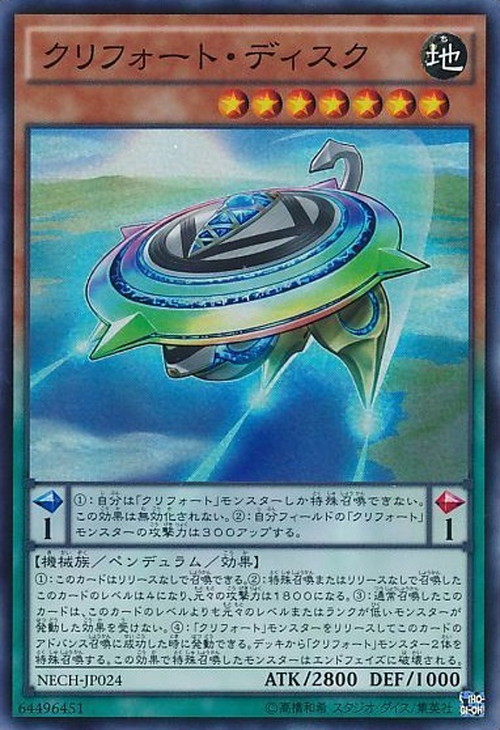 クリフォート・ディスク
地
①：自分は「クリフォート」モンスターしか特殊召喚できない。
この効果は無効化されない。②：自分フィールドの「クリフォート」
モンスターの攻撃力は３００アップする。
1
1
【機械族／ペンデュラム／効果】
①：このカードはリリースなしで召喚できる。②：特殊召喚またはリリースなしで召喚した
このカードのレベルは４になり、元々の攻撃力は１８００になる。③：通常召喚したこの
カードは、このカードのレベルよりも元々のレベルまたはランクが低いモンスターが
発動した効果を受けない。④：「クリフォート」モンスターをリリースしてこのカードの
アドバンス召喚に成功した時に発動できる。デッキから「クリフォート」モンスター２体を
特殊召喚する。この効果で特殊召喚したモンスターはエンドフェイズに破壊される。
NECH-JP024
ATK/2800 DEF/1000
64496451
©高橋和希 スタジオ・ダイス/集英社